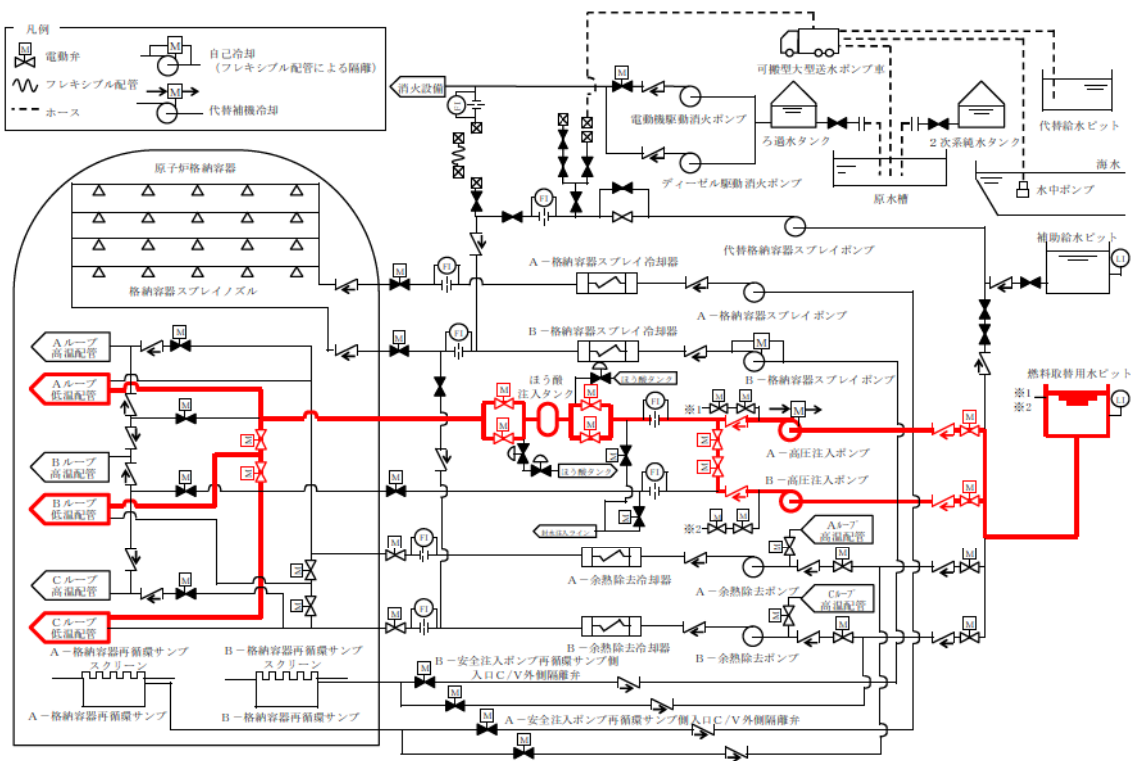 凡例
M
電動弁
フレキシブル配管
ホース
M
自己冷却
（フレキシブル配管による隔離）
M
代替補機冷却
可搬型大型送水ポンプ車
消火設備
FI
M
電動機駆動消火ポンプ
ろ過水タンク
２次系純水タンク
代替給水ピット
ディーゼル駆動消火ポンプ
原水槽
海水
水中ポンプ
原子炉格納容器
FI
代替格納容器スプレイポンプ
補助給水ピット
LI
格納容器スプレイノズル
M
FI
A－格納容器スプレイ冷却器
A－格納容器スプレイポンプ
M
FI
B－格納容器スプレイ冷却器
M
B－格納容器スプレイポンプ
Aループ
高温配管
M
Aループ
低温配管
M
M
ほう酸
注入タンク
M
M
M
M
ほう酸タンク
ほう酸タンク
FI
※1
M
M
M
A－高圧注入ポンプ
M
燃料取替用水ピット
※1
※2
LI
Bループ
高温配管
M
M
M
Bループ
低温配管
M
M
FI
M
M
B－高圧注入ポンプ
M
封水注入ライン
M
※2
M
M
Cループ
高温配管
M
M
M
M
FI
A－余熱除去冷却器
A－余熱除去ポンプ
Aループ
高温配管
M
M
M
Cループ
低温配管
M
FI
B－余熱除去冷却器
B－余熱除去ポンプ
Cループ
高温配管
M
M
M
A－格納容器再循環サンプ
スクリーン
B－格納容器再循環サンプ
スクリーン
A－格納容器再循環サンプ
B－格納容器再循環サンプ
B－安全注入ポンプ再循環サンプ側
入口C/V外側隔離弁
M
M
A－安全注入ポンプ再循環サンプ側入口C/V外側隔離弁
M
M